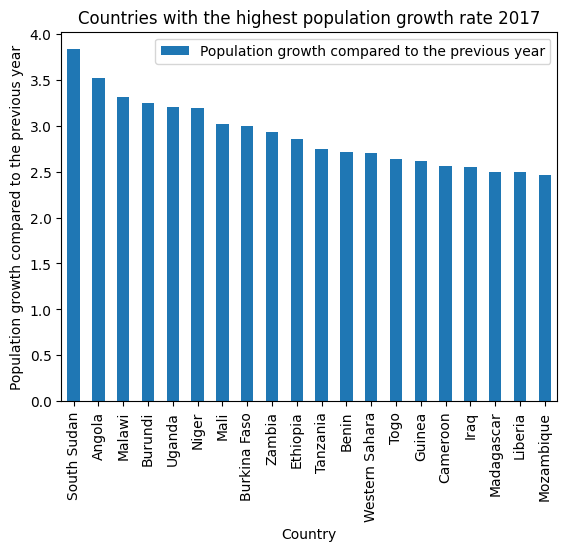 Countries with the highest population growth rate 2017
Population growth compared to the previous year
Population growth compared to the previous year
4.0
3.5
3.0
2.5
2.0
1.5
1.0
0.5
0.0
South Sudan
Angola
Malawi
Burundi
Uganda
Niger
Mali
Burkina Faso
Zambia
Ethiopia
Tanzania
Benin
Western Sahara
Togo
Guinea
Cameroon
Iraq
Madagascar
Liberia
Mozambique
Country